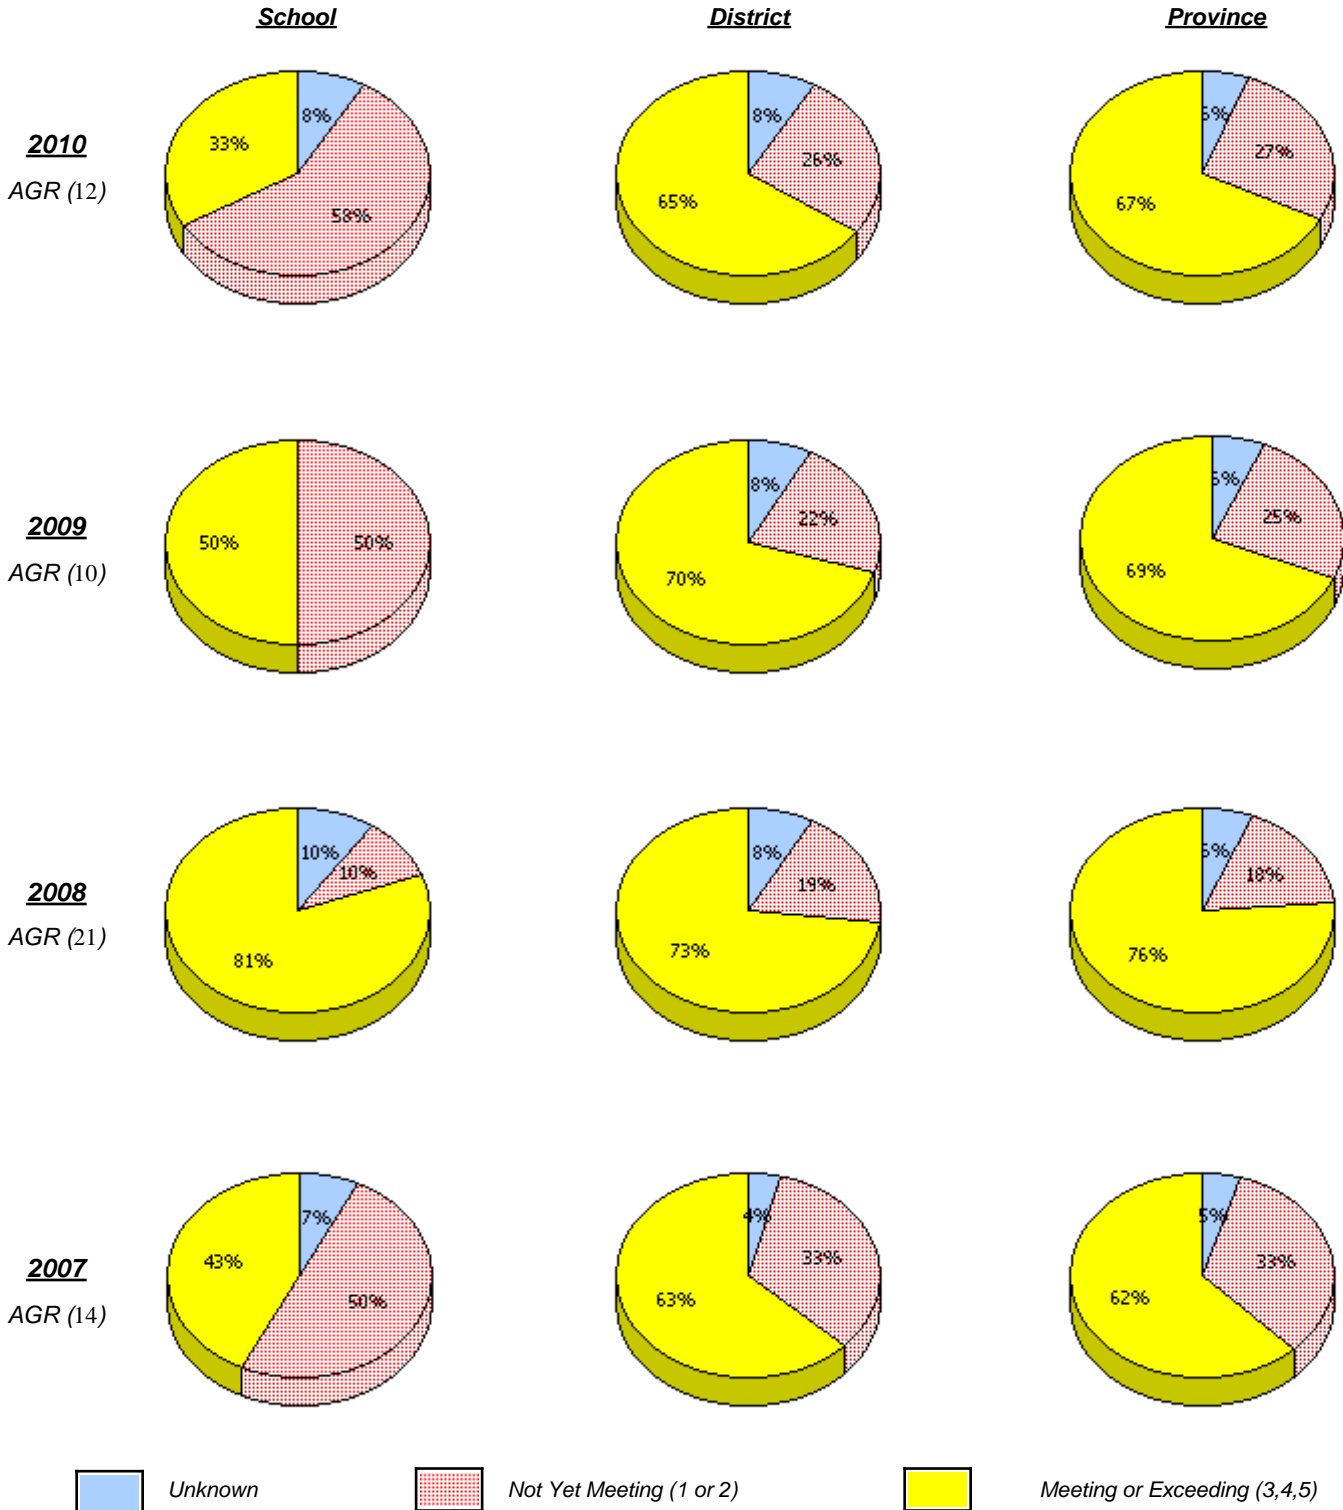 School District Province
8% 8%
33% 26% 27%
2010
65% 67%
AGR (12)
58%
8%
22% 25%
2009
50% 50%
AGR (10)
70% 69%
10% 8%
10% 19% 18%
2008
AGR (21)
81% 73% 76%
7% 4% 5%
43% 33% 33%
2007
50% 63% 62%
AGR (14)
Unknown Not Yet Meeting (1 or 2) Meeting or Exceeding (3,4,5)